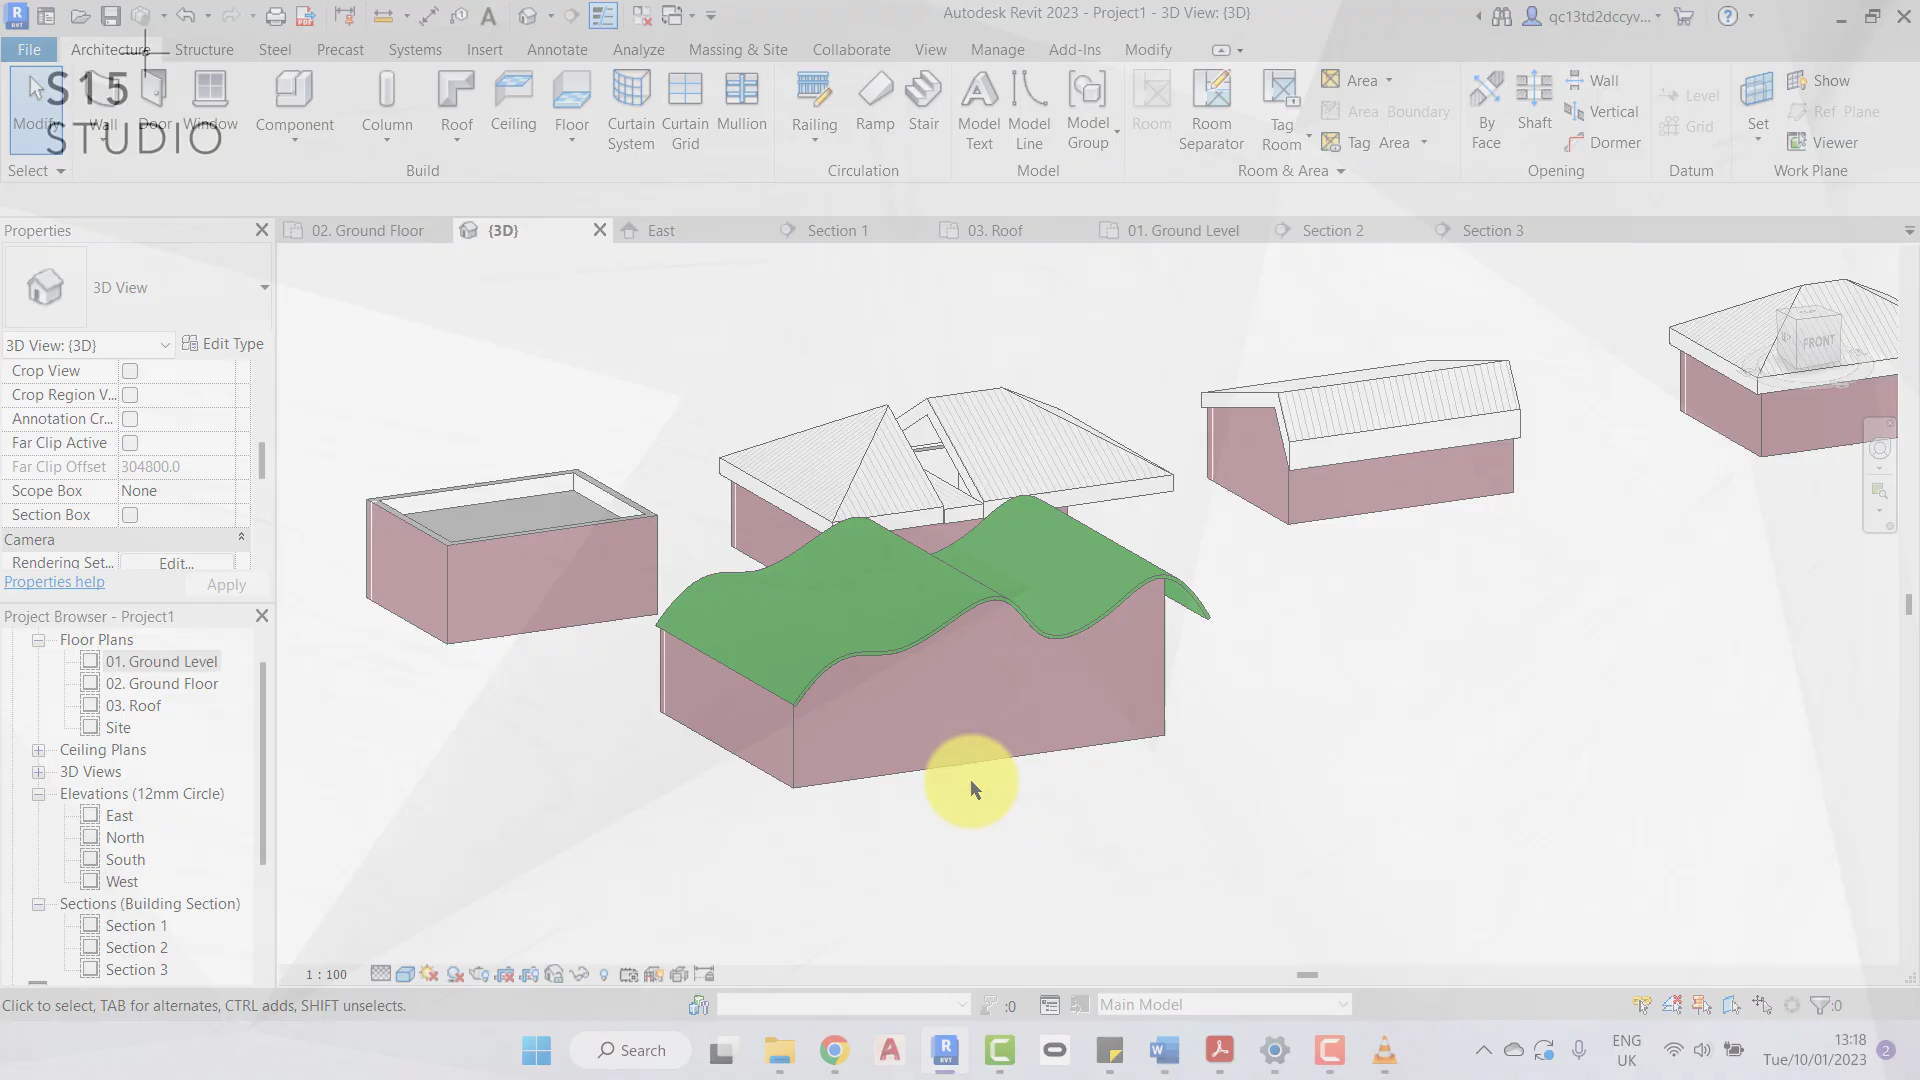 Autodesk Revit 2023 - Project1 - 3D View: {3D}
qc13td2dccyv...
File Architecture Structure Steel Precast Systems Insert Annotate Analyze Massing & Site Collaborate View Manage Add-Ins Modify
S15
STUDIO
Modify Wall Door Window Component Column Roof Ceiling Floor Curtain System Curtain Grid Mullion
Railing Ramp Stair
Model Text Model Line Model Group
Room Room Separator Tag Room Area Area Boundary Tag Area
By Face Shaft Wall Vertical Dormer
Level Grid
Set Show Ref Plane Viewer
Select Build Circulation Model Room & Area Opening Datum Work Plane
Properties
02. Ground Floor {3D} East Section 1 03. Roof 01. Ground Level Section 2 Section 3
3D View
3D View: {3D} Edit Type
Crop View
Crop Region V...
Annotation Cr...
Far Clip Active
Far Clip Offset 304800.0
Scope Box None
Section Box
Camera
Rendering Set... Edit...
Properties help Apply
FRONT
Project Browser - Project1
Floor Plans
01. Ground Level
02. Ground Floor
03. Roof
Site
Ceiling Plans
3D Views
Elevations (12mm Circle)
East
North
South
West
Sections (Building Section)
Section 1
Section 2
Section 3
1 : 100
Click to select, TAB for alternates, CTRL adds, SHIFT unselects.
:0
Main Model
:0
Search
ENG
UK
13:18
Tue/10/01/2023
2